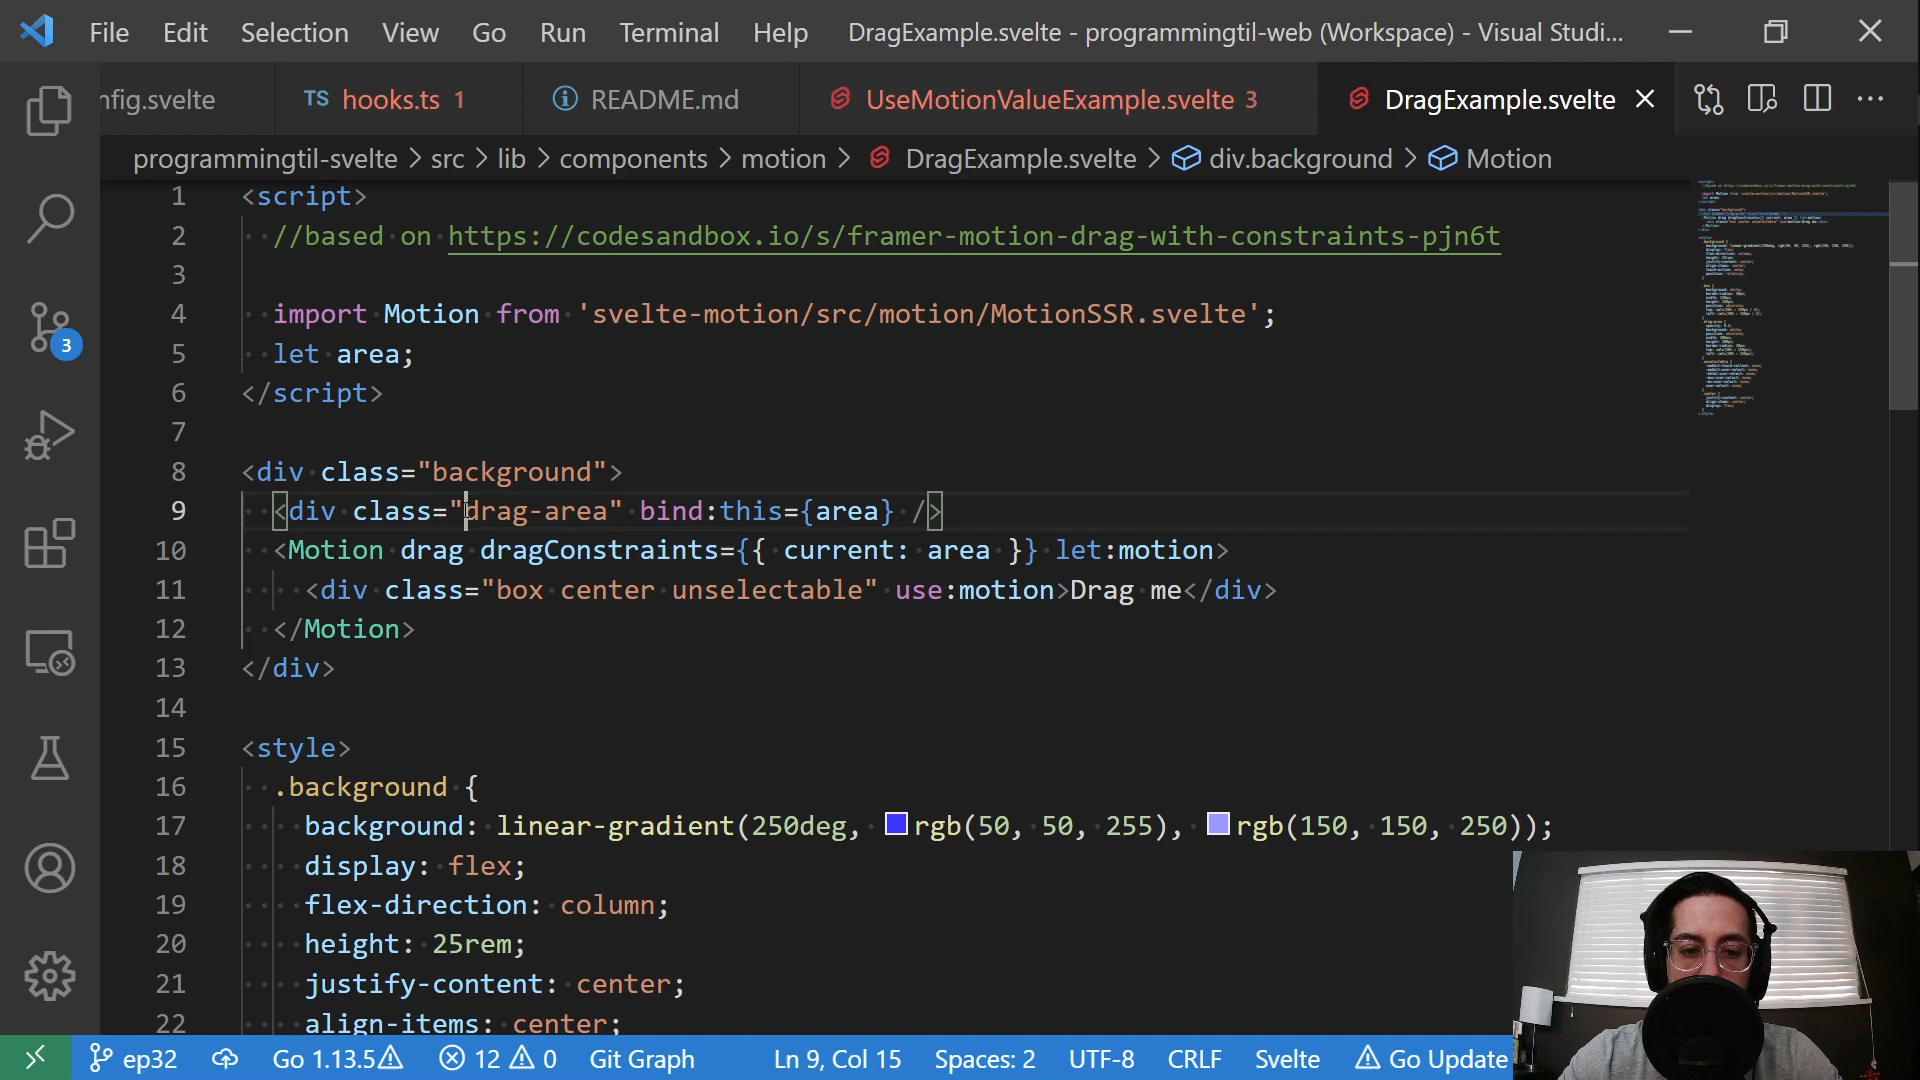 File Edit Selection View Go Run Terminal Help DragExample.svelte - programmingtil-web (Workspace) - Visual Studi...
nfig.svelte TS hooks.ts 1 README.md UseMotionValueExample.svelte 3 DragExample.svelte
programmingtil-svelte > src > lib > components > motion > DragExample.svelte > div.background > Motion
1 <script>
2 //based on https://codesandbox.io/s/framer-motion-drag-with-constraints-pjn6t
3
4 import Motion from 'svelte-motion/src/motion/MotionSSR.svelte';
5 let area;
6 </script>
7
8 <div class="background">
9 <div class="drag-area" bind:this={area} />
10 <Motion drag dragConstraints={{ current: area }} let:motion>
11 <div class="box center unselectable" use:motion>Drag me</div>
12 </Motion>
13 </div>
14
15 <style>
16 .background {
17 background: linear-gradient(250deg, rgb(50, 50, 255), rgb(150, 150, 250));
18 display: flex;
19 flex-direction: column;
20 height: 25rem;
21 justify-content: center;
22 align-items: center;
3
ep32 Go 1.13.5 12 0 Git Graph Ln 9, Col 15 Spaces: 2 UTF-8 CRLF Svelte Go Update